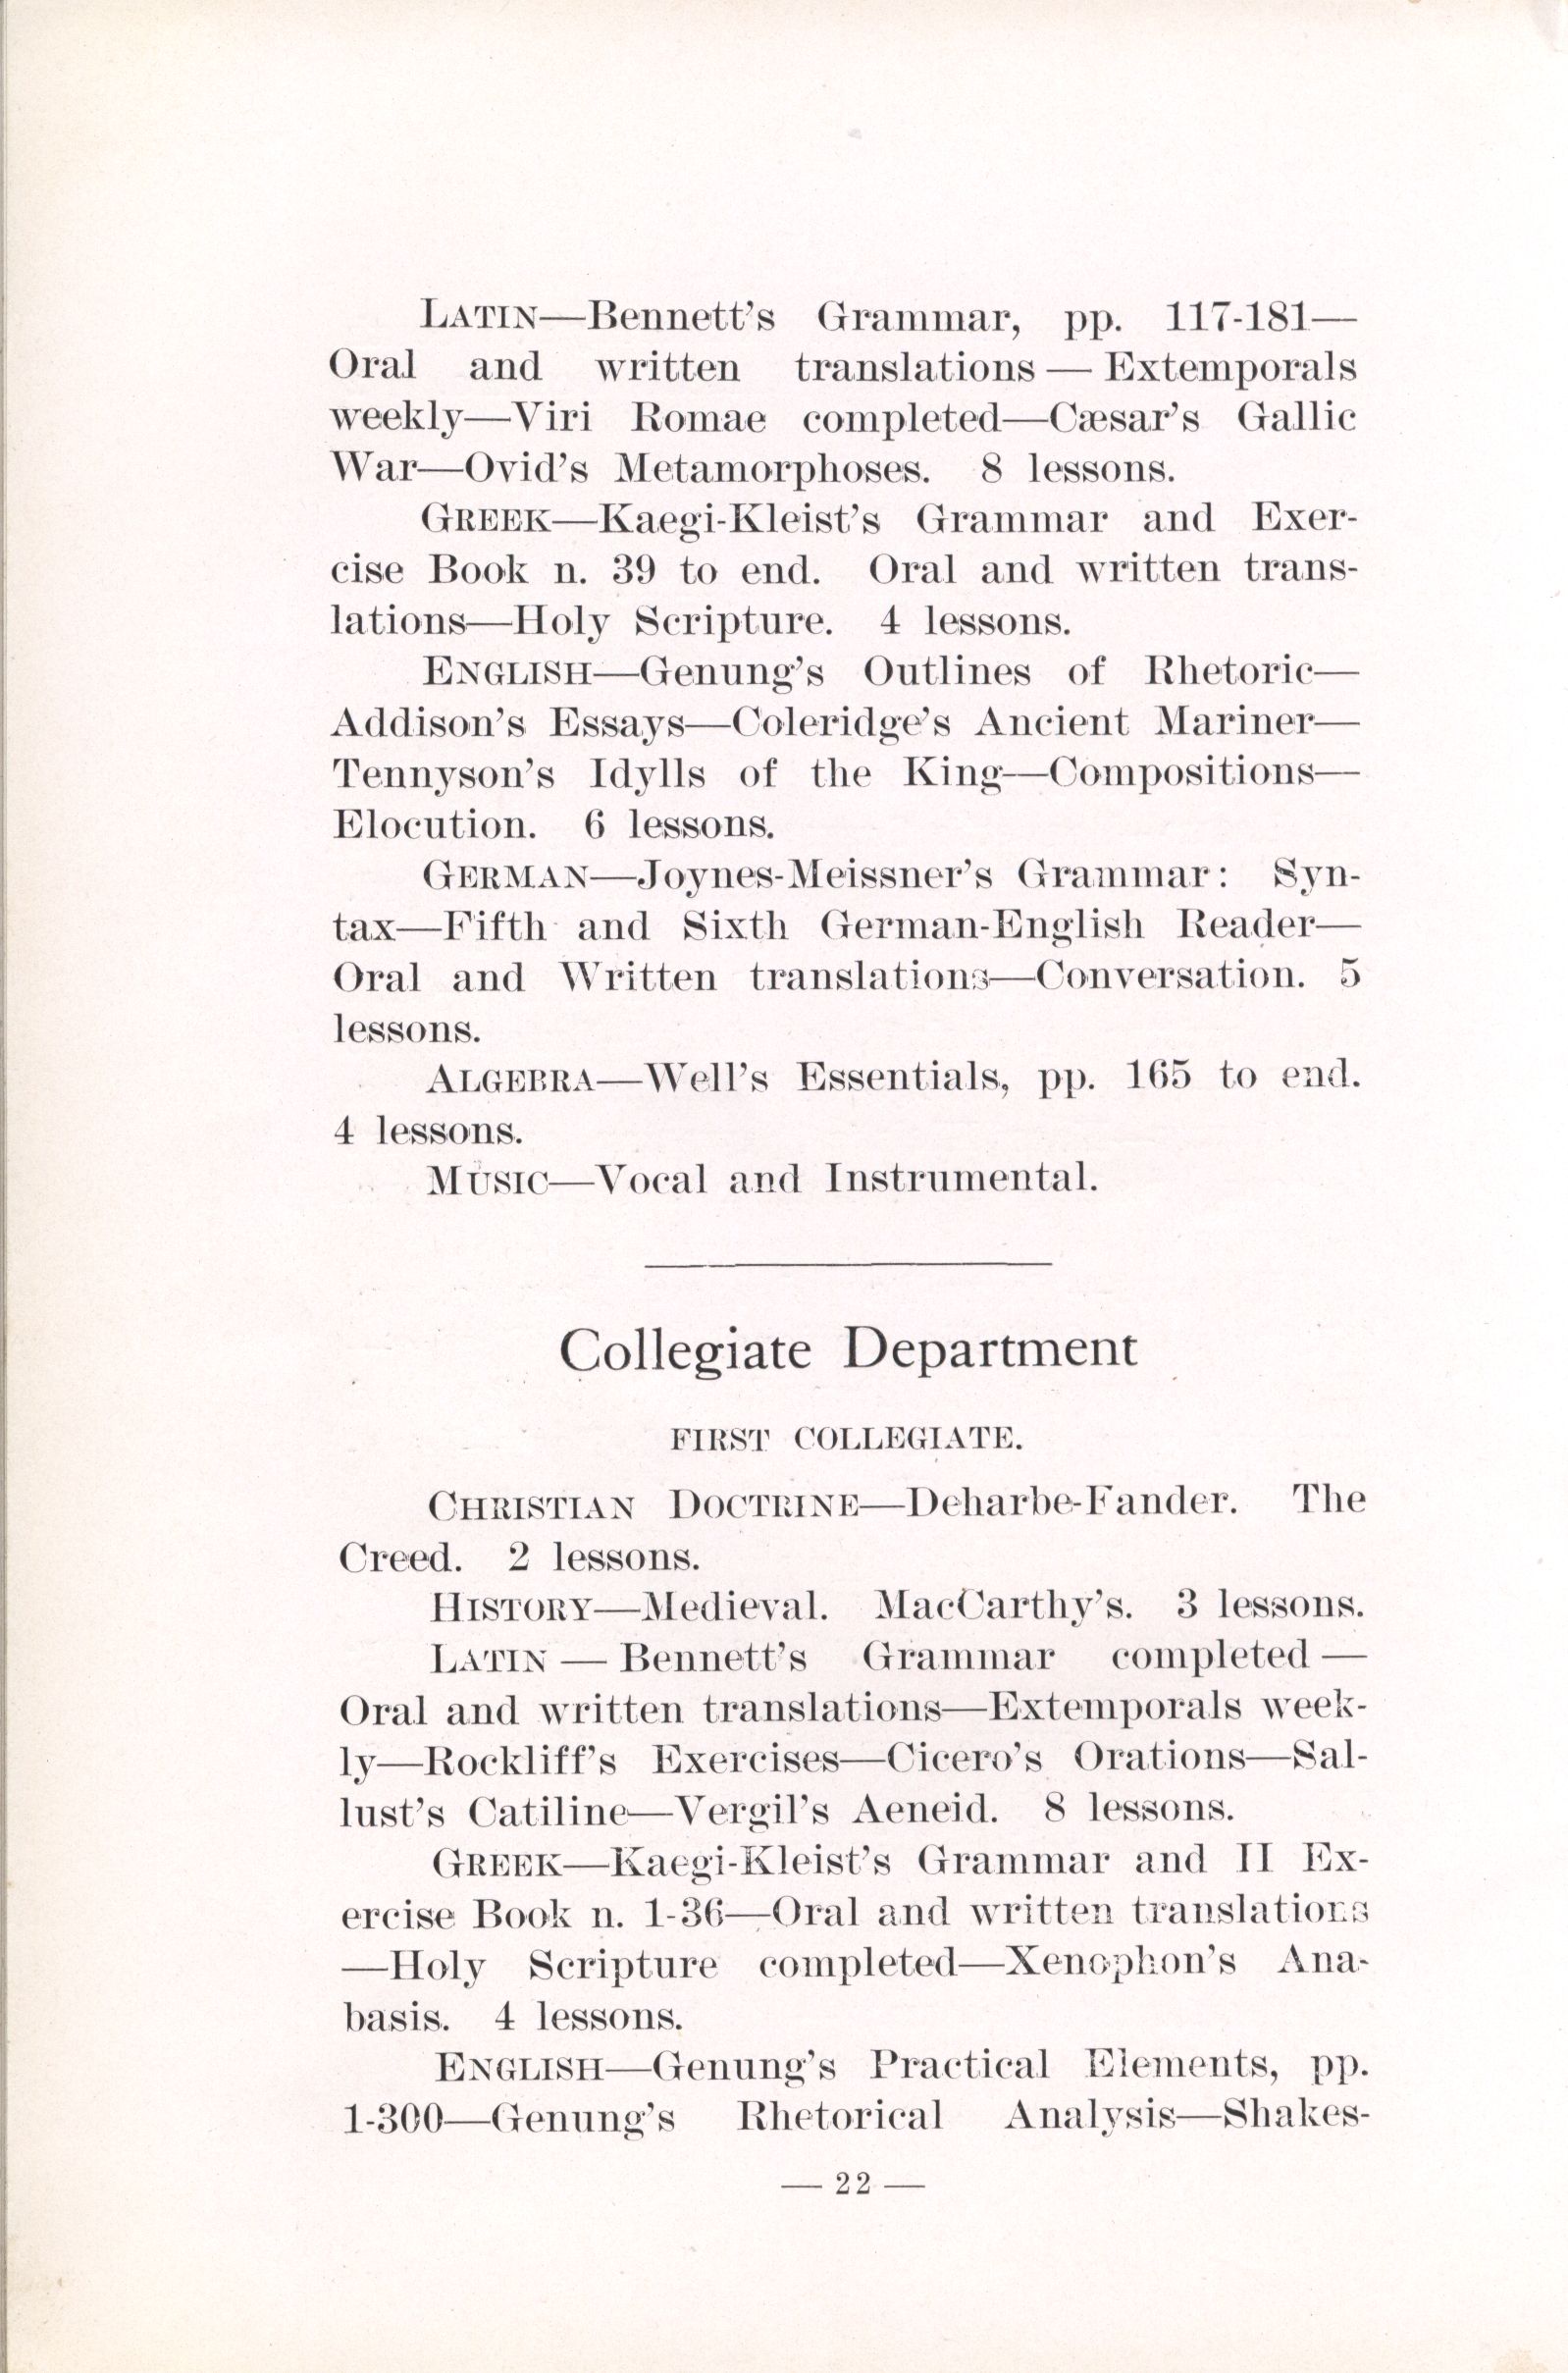 LATIN—Bennett's Grammar, pp. 117-181—
Oral and written translations — Extemporals
weekly—Viri Romae completed—Cæsar's Gallic
War—Ovid's Metamorphoses. 8 lessons.
GREEK—Kaegi-Kleist's Grammar and Exer-
cise Book n. 39 to end. Oral and written trans-
lations—Holy Scripture. 4 lessons.
ENGLISH—Genung's Outlines of Rhetoric—
Addison's Essays—Coleridge's Ancient Mariner—
Tennyson's Idylls of the King—Compositions—
Elocution. 6 lessons.
GERMAN—Joynes-Meissner's Grammar: Syn-
tax—Fifth and Sixth German-English Reader—
Oral and Written translations—Conversation. 5
lessons.
ALGEBRA—Well's Essentials, pp. 165 to end.
4 lessons.
MUSIC—Vocal and Instrumental.
Collegiate Department
FIRST COLLEGIATE.
CHRISTIAN DOCTRINE—Deharbe-Fander. The
Creed. 2 lessons.
HISTORY—Medieval. MacCarthy's. 3 lessons.
LATIN — Bennett's Grammar completed —
Oral and written translations—Extemporals week-
ly—Rockliff's Exercises—Cicero's Orations—Sal-
lust's Catiline—Vergil's Aeneid. 8 lessons.
GREEK—Kaegi-Kleist's Grammar and II Ex-
ercise Book n. 1-36—Oral and written translations
—Holy Scripture completed—Xenophon's Ana-
basis. 4 lessons.
ENGLISH—Genung's Practical Elements, pp.
1-300—Genung's Rhetorical Analysis—Shakes-
— 22 —